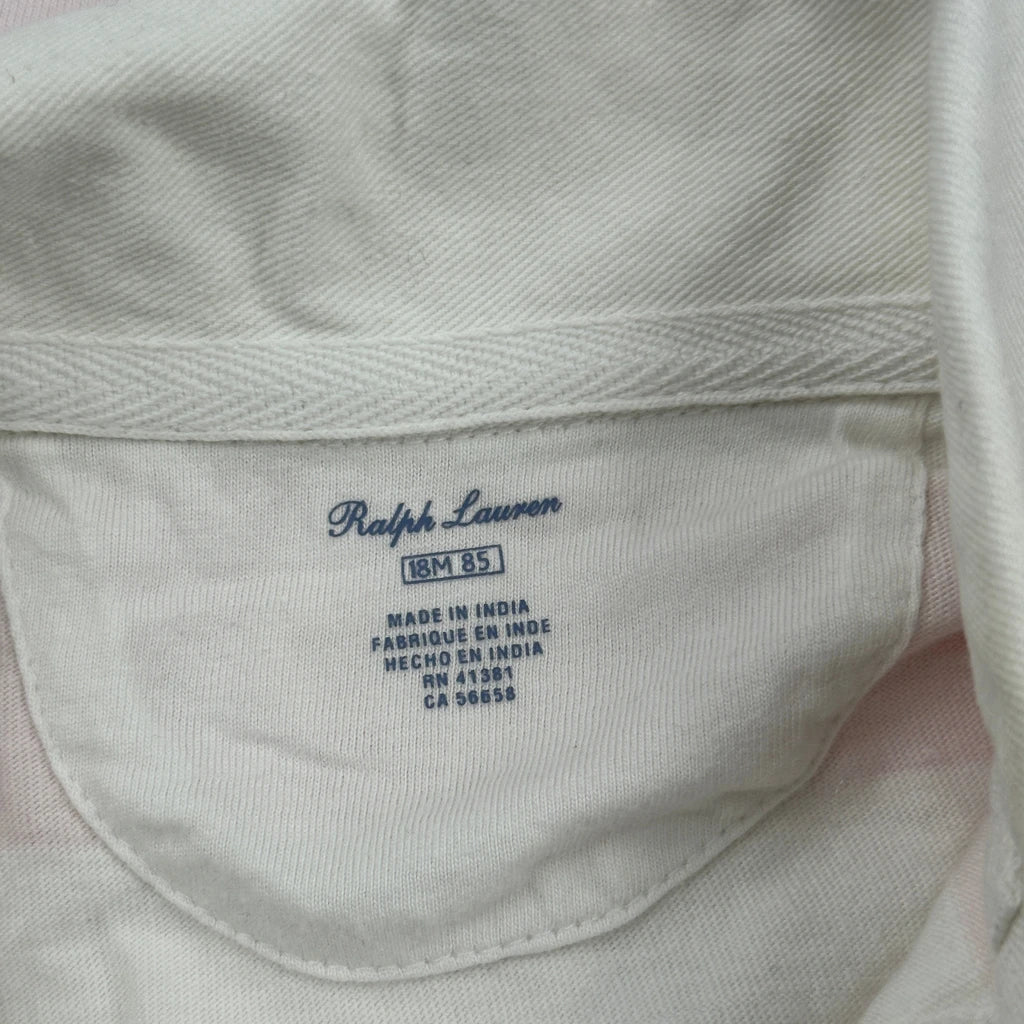 Ralph Lauren
18M 85
MADE IN INDIA
FABRIQUE EN INDE
HECHO EN INDIA
RN 41381
CA 56658